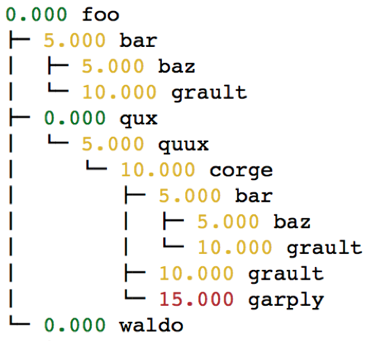 0.000 foo
├─ 5.000 bar
│  ├─ 5.000 baz
│  └─ 10.000 grault
├─ 0.000 qux
│  └─ 5.000 quux
│     └─ 10.000 corge
│        ├─ 5.000 bar
│        │  ├─ 5.000 baz
│        │  └─ 10.000 grault
│        ├─ 10.000 grault
│        └─ 15.000 garply
└─ 0.000 waldo